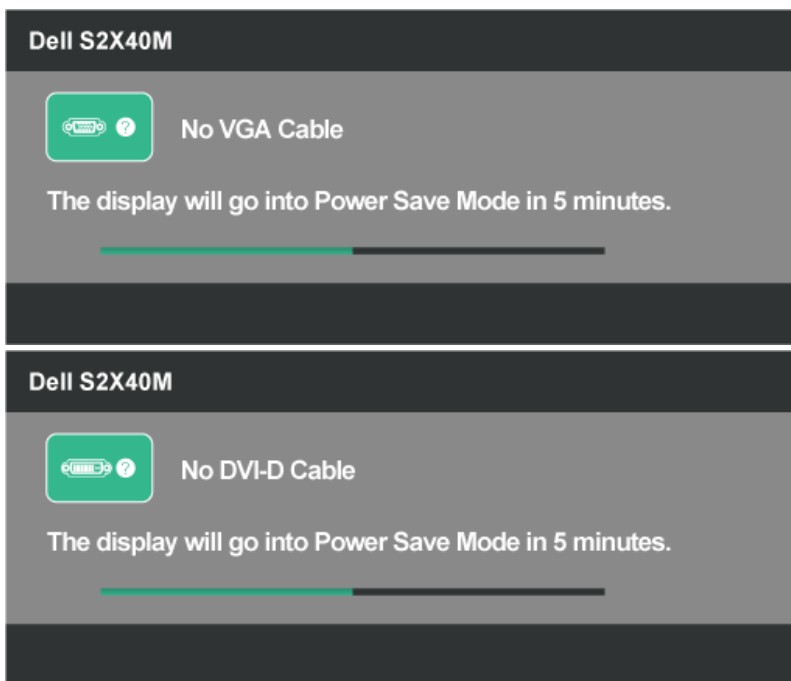 Dell S2X40M
?
No VGA Cable
The display will go into Power Save Mode in 5 minutes.
Dell S2X40M
?
No DVI-D Cable
The display will go into Power Save Mode in 5 minutes.